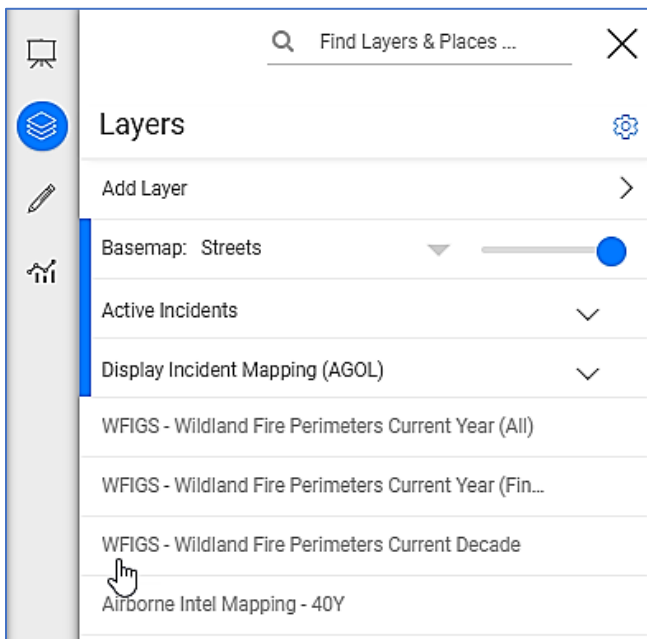 Find Layers & Places ...
Layers
Add Layer
Basemap: Streets
Active Incidents
Display Incident Mapping (AGOL)
WFIGS - Wildland Fire Perimeters Current Year (All)
WFIGS - Wildland Fire Perimeters Current Year (Fin...
WFIGS - Wildland Fire Perimeters Current Decade
Airborne Intel Mapping - 40Y